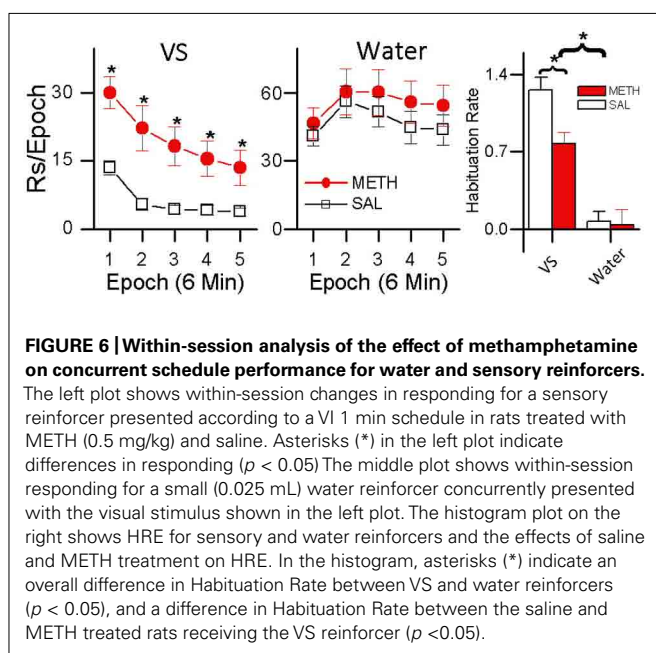 VS
Water
*
*
* * * * *
30
15
0
Rs/Epoch
60
30
0
METH
SAL
1.4
0.7
0.0
Habituation Rate
METH
SAL
1 2 3 4 5
Epoch (6 Min)
1 2 3 4 5
Epoch (6 Min)
VS
Water
FIGURE 6 | Within-session analysis of the effect of methamphetamine
on concurrent schedule performance for water and sensory reinforcers.
The left plot shows within-session changes in responding for a sensory
reinforcer presented according to a VI 1 min schedule in rats treated with
METH (0.5 mg/kg) and saline. Asterisks (*) in the left plot indicate
differences in responding (p < 0.05) The middle plot shows within-session
responding for a small (0.025 mL) water reinforcer concurrently presented
with the visual stimulus shown in the left plot. The histogram plot on the
right shows HRE for sensory and water reinforcers and the effects of saline
and METH treatment on HRE. In the histogram, asterisks (*) indicate an
overall difference in Habituation Rate between VS and water reinforcers
(p < 0.05), and a difference in Habituation Rate between the saline and
METH treated rats receiving the VS reinforcer (p <0.05).